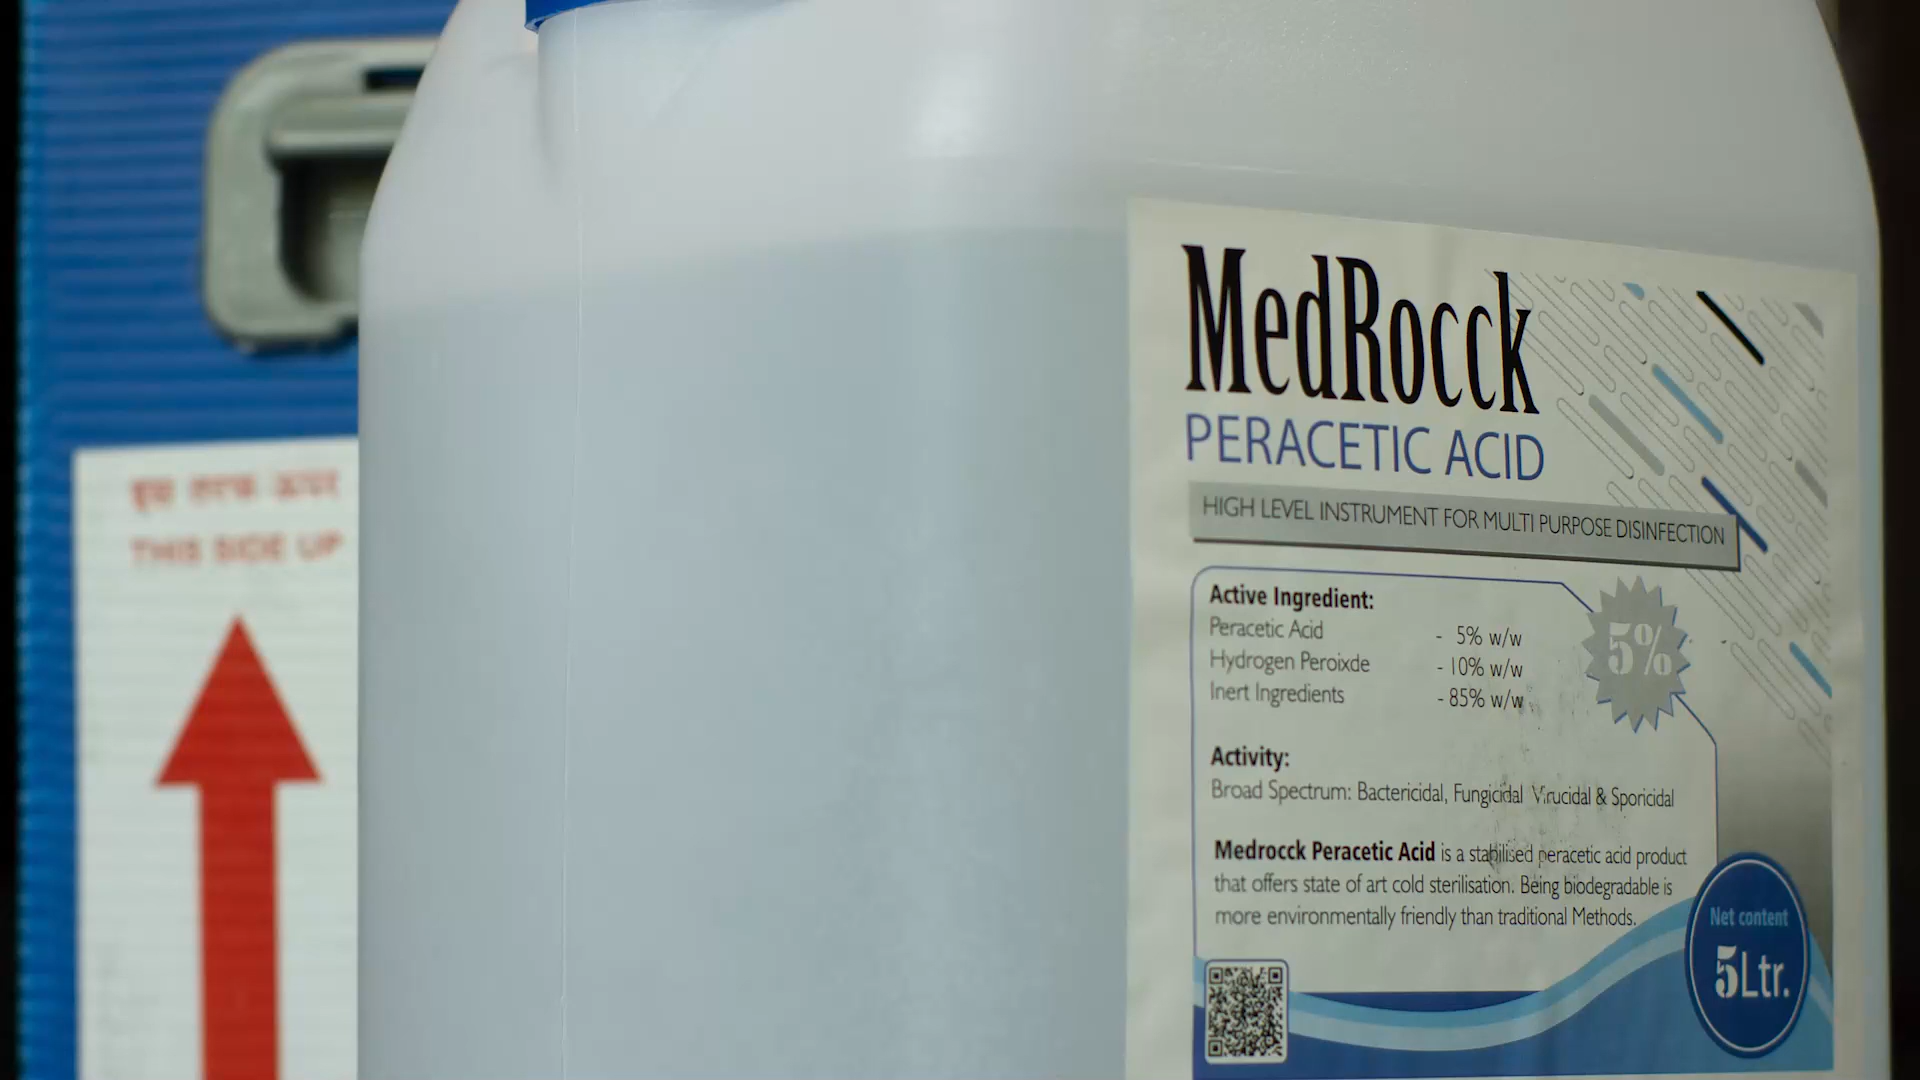 इस तरफ ऊपर
THIS SIDE UP
MedRocck
PERACETIC ACID
HIGH LEVEL INSTRUMENT FOR MULTI PURPOSE DISINFECTION
Active Ingredient:
Peracetic Acid - 5% w/w
Hydrogen Peroixde - 10% w/w
Inert Ingredients - 85% w/w
5%
Activity:
Broad Spectrum: Bactericidal, Fungicidal Virucidal & Sporicidal
Medrocck Peracetic Acid is a stabilised peracetic acid product
that offers state of art cold sterilisation. Being biodegradable is
more environmentally friendly than traditional Methods.
Net content
5Ltr.